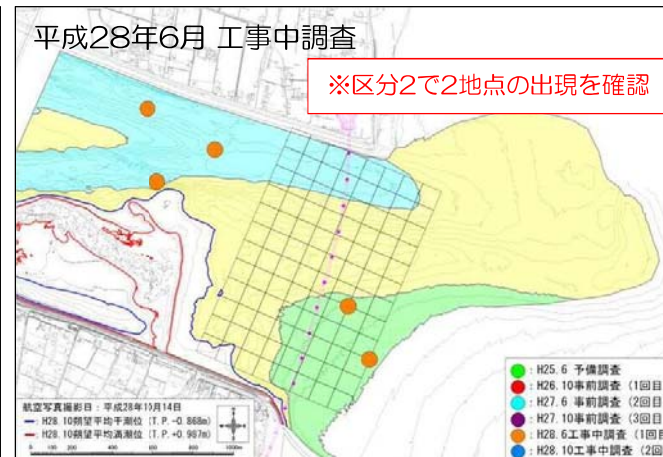 平成28年6月 工事中調査
※区分2で2地点の出現を確認
: H25.6 予備調査
: H26.10事前調査（1回目
: H27.6 事前調査（2回目
: H27.10事前調査（3回目
: H28.6工事中調査（1回目
: H28.10工事中調査（2回
航空写真撮影日：平成28年10月14日
: H28.10朔望平均干潮位（T.P.-0.868m）
: H28.10朔望平均満潮位（T.P.+0.987m）